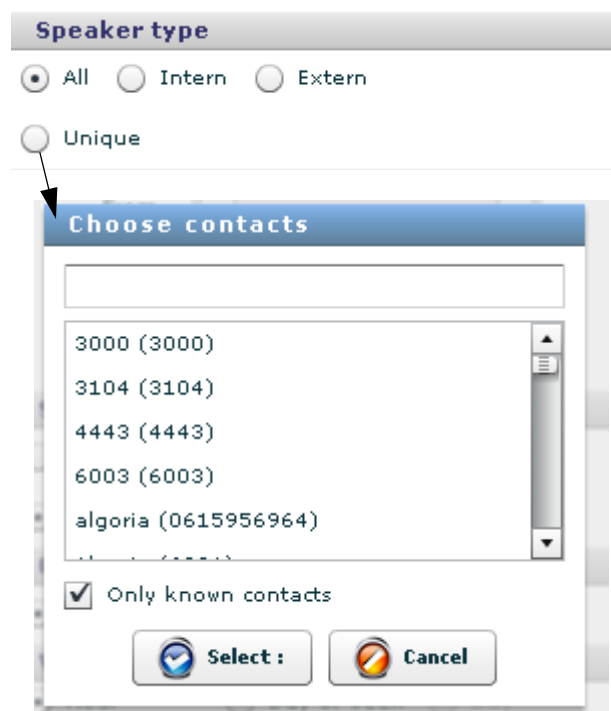 Speaker type
All Intern Extern
Unique
Choose contacts
3000 (3000)
3104 (3104)
4443 (4443)
6003 (6003)
algoria (0615956964)
Only known contacts
Select : Cancel